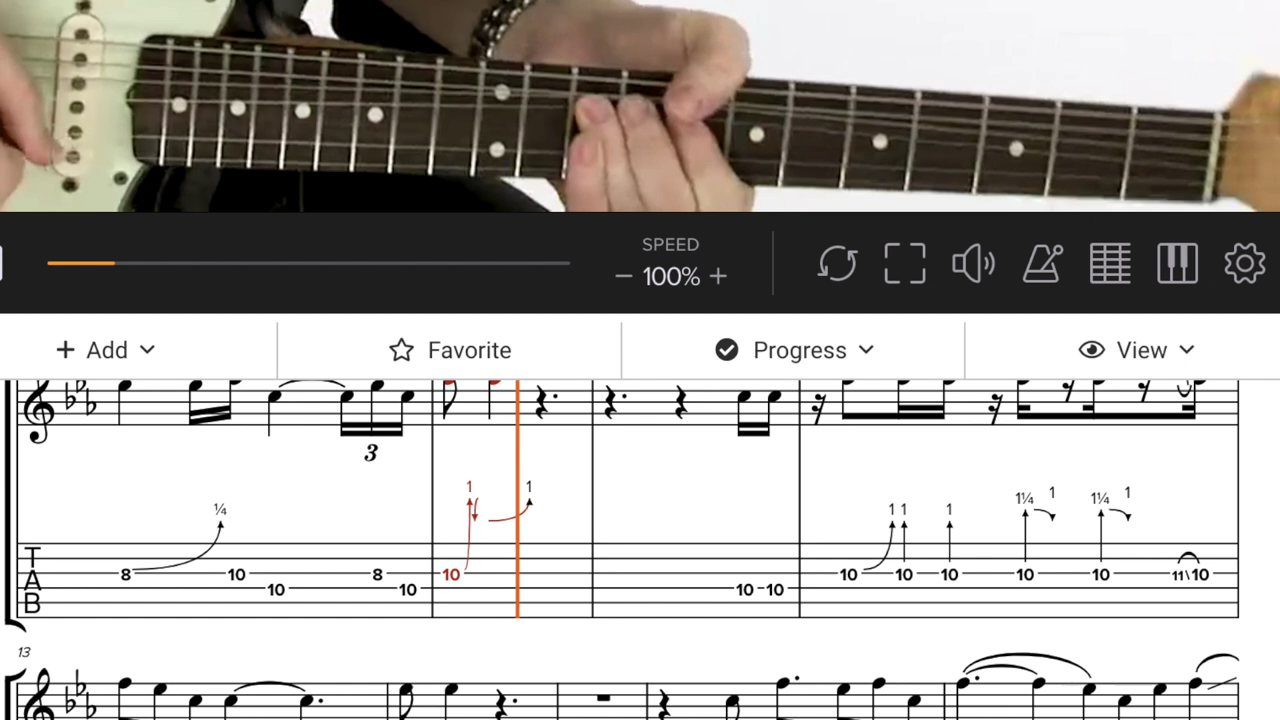 SPEED
− 100% +
+ Add
Favorite
Progress
View
3
¼ 1 1 1 1 1 1¼ 1 1¼ 1
T
A
B
8 10 10 8 10 10 10 10 10 10 10 10 10 11 10
13